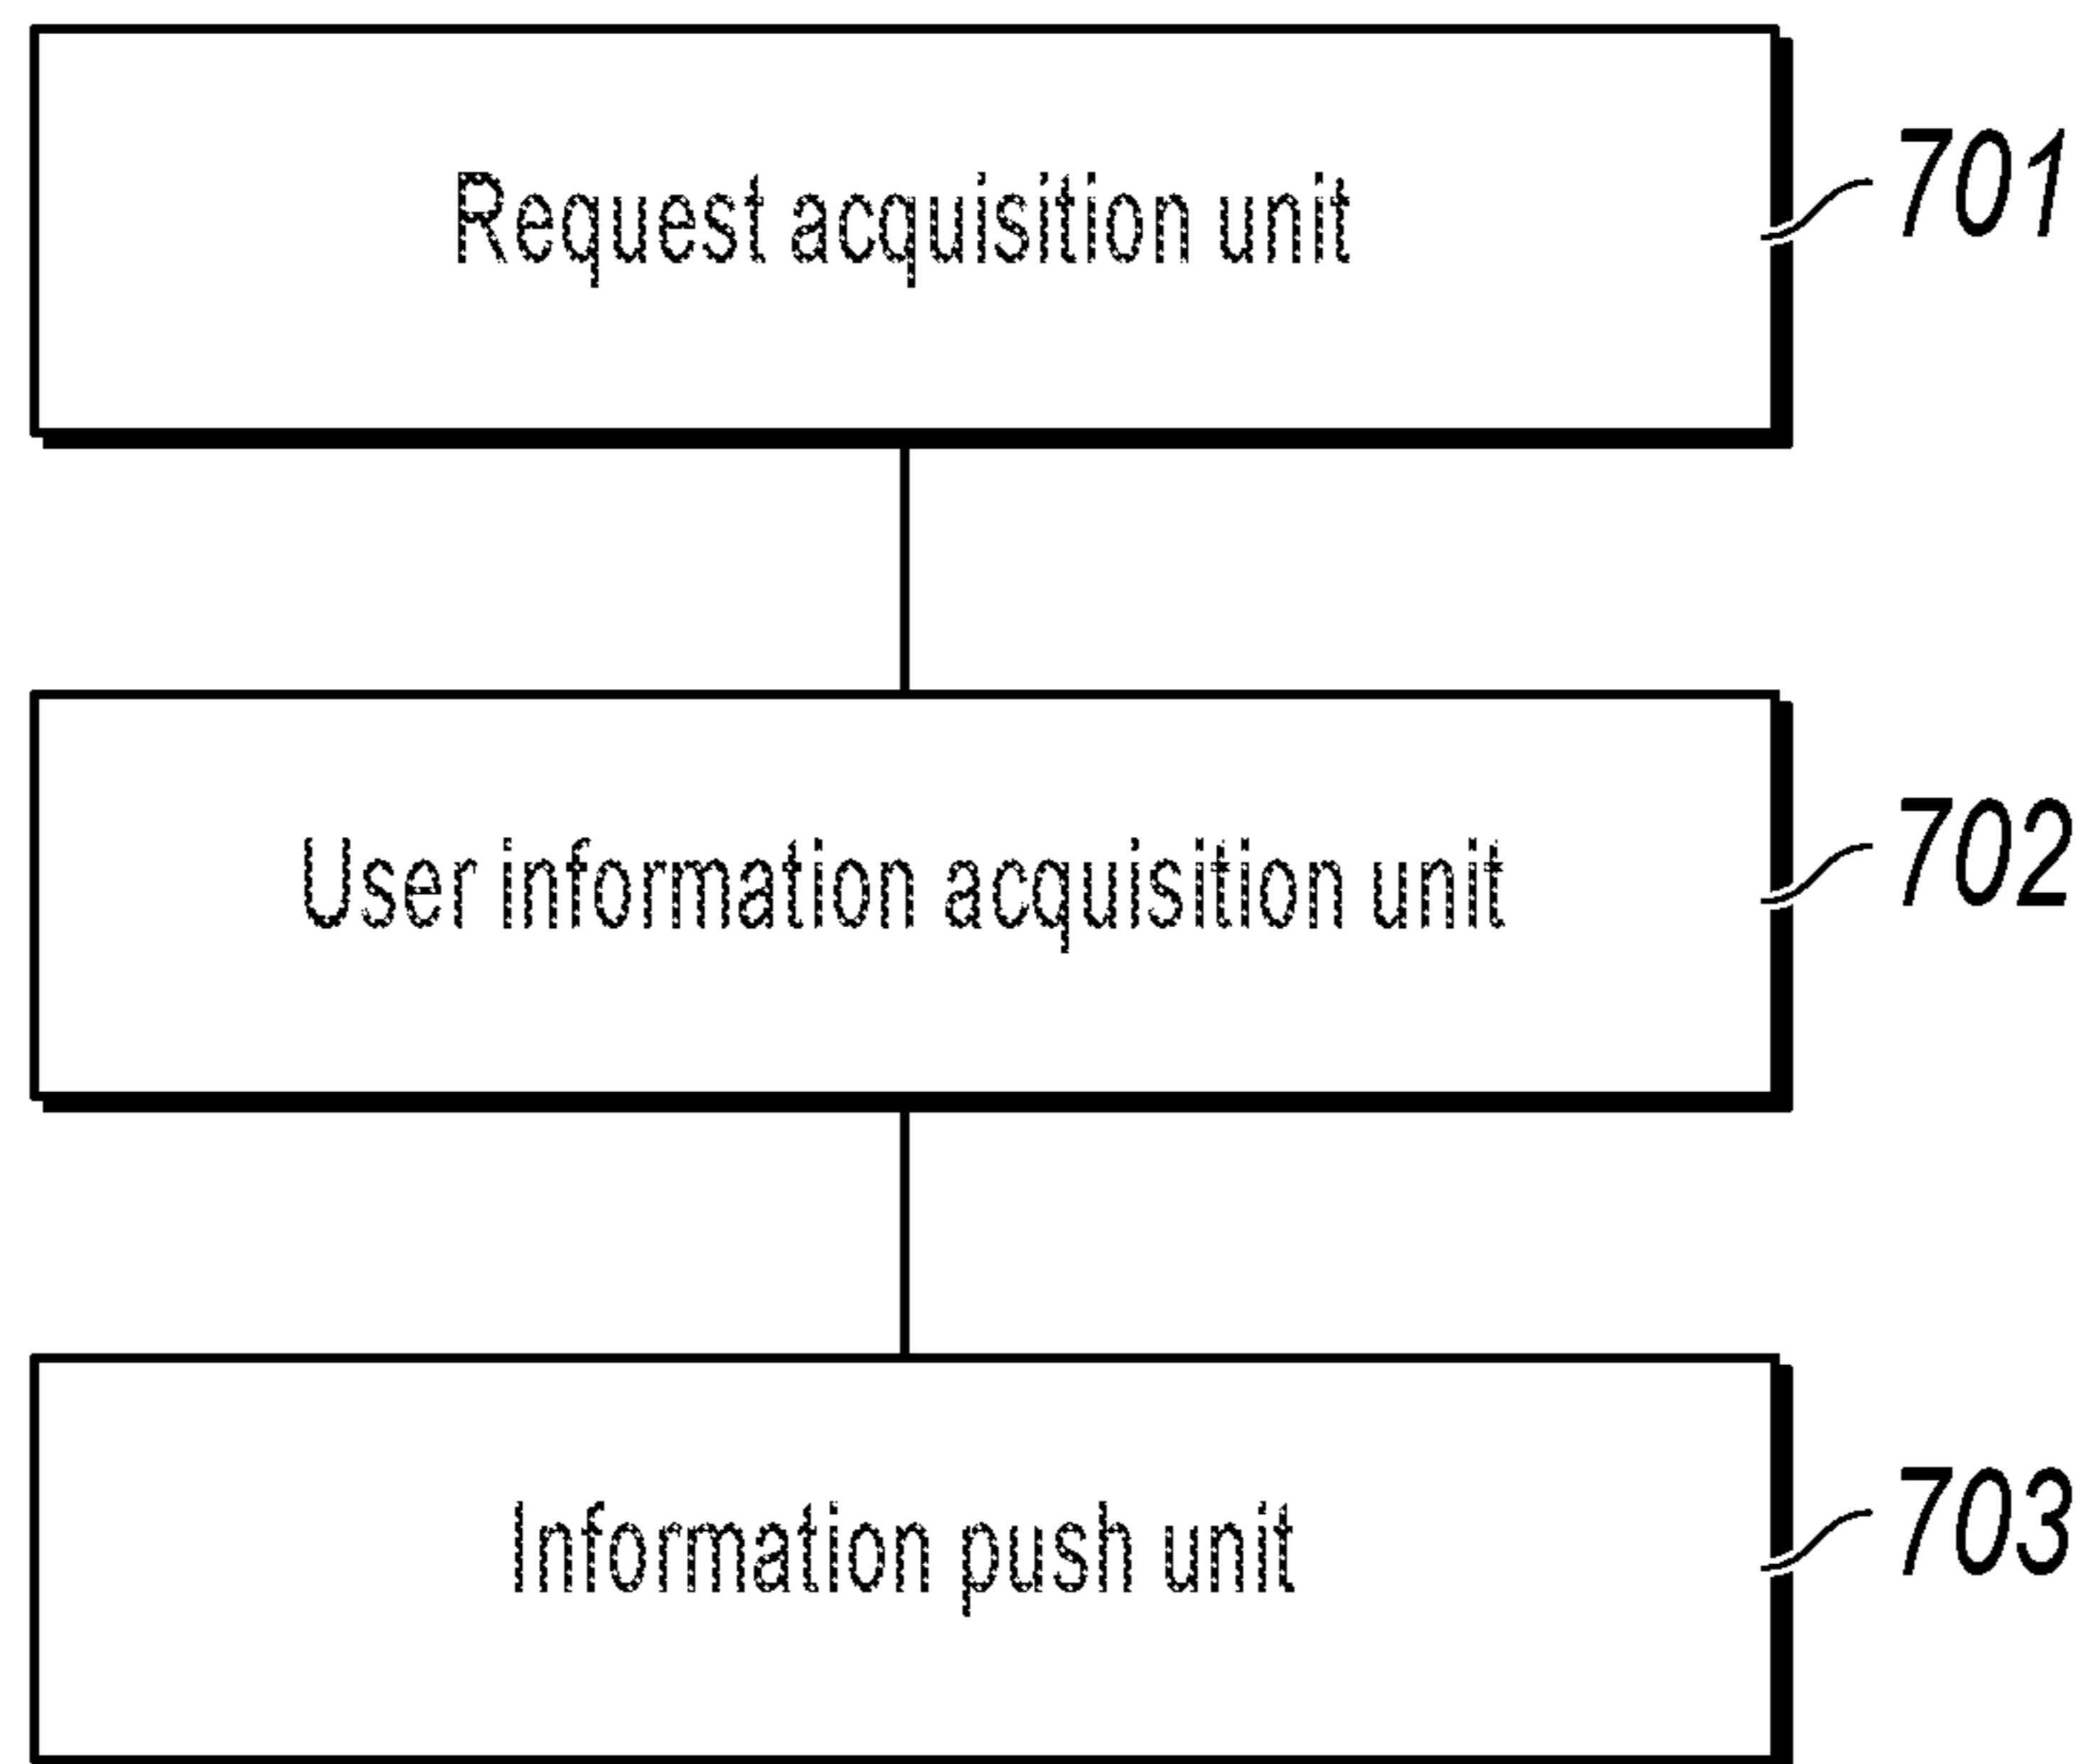 Request acquisition unit
701
User information acquisition unit
702
Information push unit
703